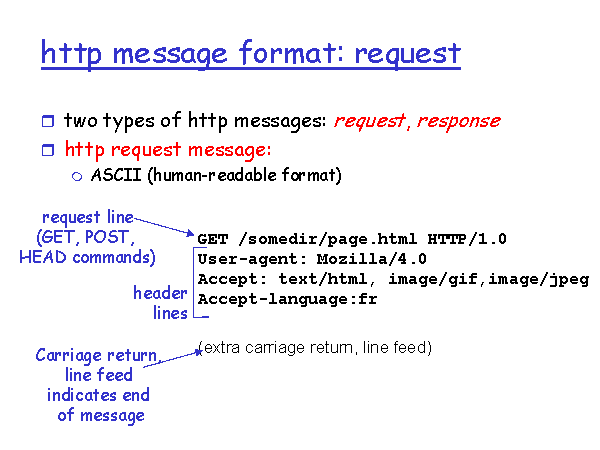 http message format: request
two types of http messages: request, response
http request message:
ASCII (human-readable format)
request line
(GET, POST,
HEAD commands)
GET /somedir/page.html HTTP/1.0
User-agent: Mozilla/4.0
Accept: text/html, image/gif,image/jpeg
Accept-language:fr
header
lines
(extra carriage return, line feed)
Carriage return,
line feed
indicates end
of message